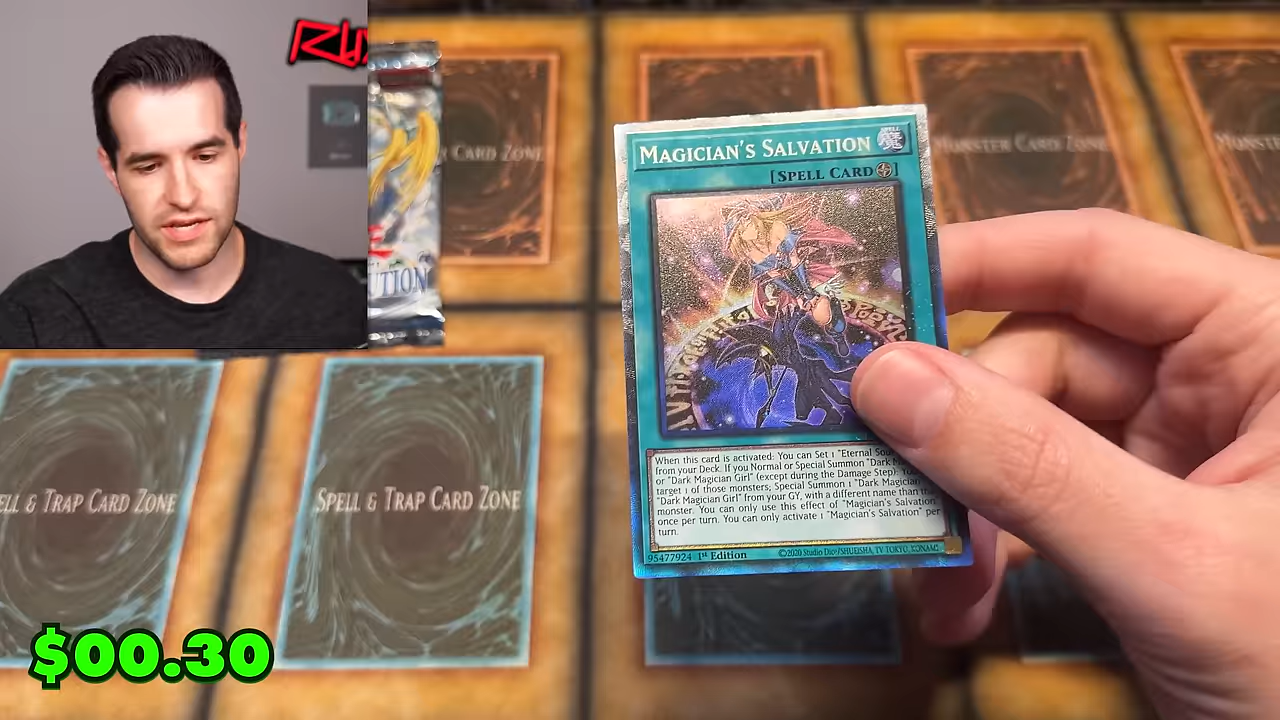 CARD ZONE
MONSTER CARD ZONE
MAGICIAN'S SALVATION
[SPELL CARD]
When this card is activated: You can Set 1 "Eternal
from your Deck. If you Normal or Special Summon "Dark
or "Dark Magician Girl" (except during the Damage Step):
target 1 of those monsters; Special Summon 1 "Dark Magician
"Dark Magician Girl" from your GY, with a different name than
monster. You can only use this effect of "Magician's Salvation"
once per turn. You can only activate 1 "Magician's Salvation" per
turn.
95477924 1st Edition ©2020 Studio Dice/SHUEISHA, TV TOKYO, KONAMI
& TRAP CARD ZONE
SPELL & TRAP CARD ZONE
$00.30